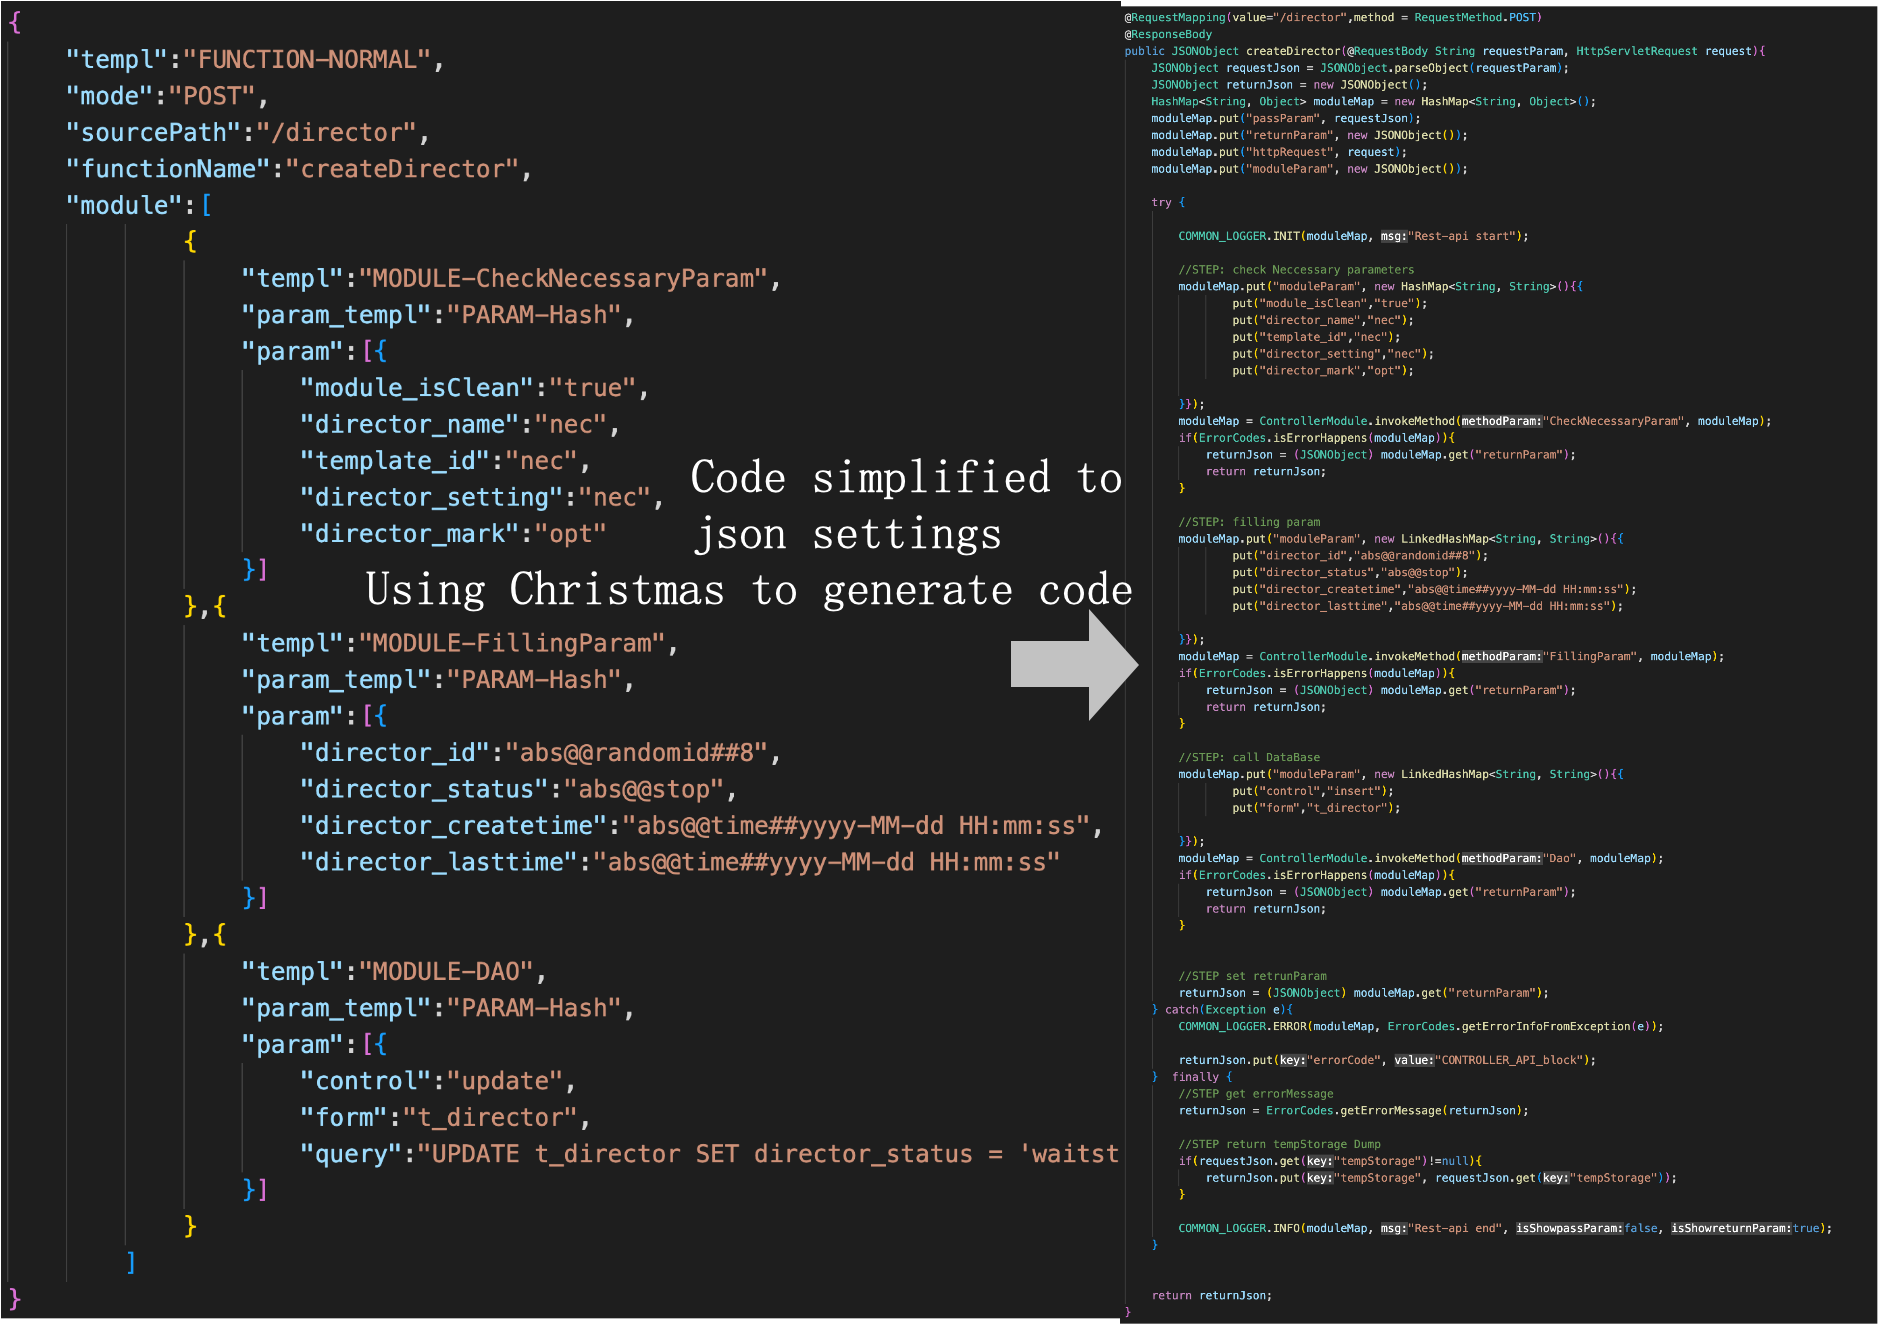 {
"templ":"FUNCTION-NORMAL",
"mode":"POST",
"sourcePath":"/director",
"functionName":"createDirector",
"module":[
{
"templ":"MODULE-CheckNecessaryParam",
"param_templ":"PARAM-Hash",
"param":[{
"module_isClean":"true",
"director_name":"nec",
"template_id":"nec",
"director_setting":"nec",
"director_mark":"opt"
}]
},{
"templ":"MODULE-FillingParam",
"param_templ":"PARAM-Hash",
"param":[{
"director_id":"abs@@randomid##8",
"director_status":"abs@@stop",
"director_createtime":"abs@@time##yyyy-MM-dd HH:mm:ss",
"director_lasttime":"abs@@time##yyyy-MM-dd HH:mm:ss"
}]
},{
"templ":"MODULE-DAO",
"param_templ":"PARAM-Hash",
"param":[{
"control":"update",
"form":"t_director",
"query":"UPDATE t_director SET director_status = 'waitst
}]
}
]
}
Code simplified to
json settings
Using Christmas to generate code
@RequestMapping(value="/director",method = RequestMethod.POST)
@ResponseBody
public JSONObject createDirector(@RequestBody String requestParam, HttpServletRequest request){
JSONObject requestJson = JSONObject.parseObject(requestParam);
JSONObject returnJson = new JSONObject();
HashMap<String, Object> moduleMap = new HashMap<String, Object>();
moduleMap.put("passParam", requestJson);
moduleMap.put("returnParam", new JSONObject());
moduleMap.put("httpRequest", request);
moduleMap.put("moduleParam", new JSONObject());
try {
COMMON_LOGGER.INIT(moduleMap, msg:"Rest-api start");
//STEP: check Neccessary parameters
moduleMap.put("moduleParam", new HashMap<String, String>(){{
put("module_isClean","true");
put("director_name","nec");
put("template_id","nec");
put("director_setting","nec");
put("director_mark","opt");
}});
moduleMap = ControllerModule.invokeMethod(methodParam:"CheckNecessaryParam", moduleMap);
if(ErrorCodes.isErrorHappens(moduleMap)){
returnJson = (JSONObject) moduleMap.get("returnParam");
return returnJson;
}
//STEP: filling param
moduleMap.put("moduleParam", new LinkedHashMap<String, String>(){{
put("director_id","abs@@randomid##8");
put("director_status","abs@@stop");
put("director_createtime","abs@@time##yyyy-MM-dd HH:mm:ss");
put("director_lasttime","abs@@time##yyyy-MM-dd HH:mm:ss");
}});
moduleMap = ControllerModule.invokeMethod(methodParam:"FillingParam", moduleMap);
if(ErrorCodes.isErrorHappens(moduleMap)){
returnJson = (JSONObject) moduleMap.get("returnParam");
return returnJson;
}
//STEP: call DataBase
moduleMap.put("moduleParam", new LinkedHashMap<String, String>(){{
put("control","insert");
put("form","t_director");
}});
moduleMap = ControllerModule.invokeMethod(methodParam:"Dao", moduleMap);
if(ErrorCodes.isErrorHappens(moduleMap)){
returnJson = (JSONObject) moduleMap.get("returnParam");
return returnJson;
}
//STEP set retrunParam
returnJson = (JSONObject) moduleMap.get("returnParam");
} catch(Exception e){
COMMON_LOGGER.ERROR(moduleMap, ErrorCodes.getErrorInfoFromException(e));
returnJson.put(key:"errorCode", value:"CONTROLLER_API_block");
} finally {
//STEP get errorMessage
returnJson = ErrorCodes.getErrorMessage(returnJson);
//STEP return tempStorage Dump
if(requestJson.get(key:"tempStorage")!=null){
returnJson.put(key:"tempStorage", requestJson.get(key:"tempStorage"));
}
COMMON_LOGGER.INFO(moduleMap, msg:"Rest-api end", isShowpassParam:false, isShowreturnParam:true);
}
return returnJson;
}